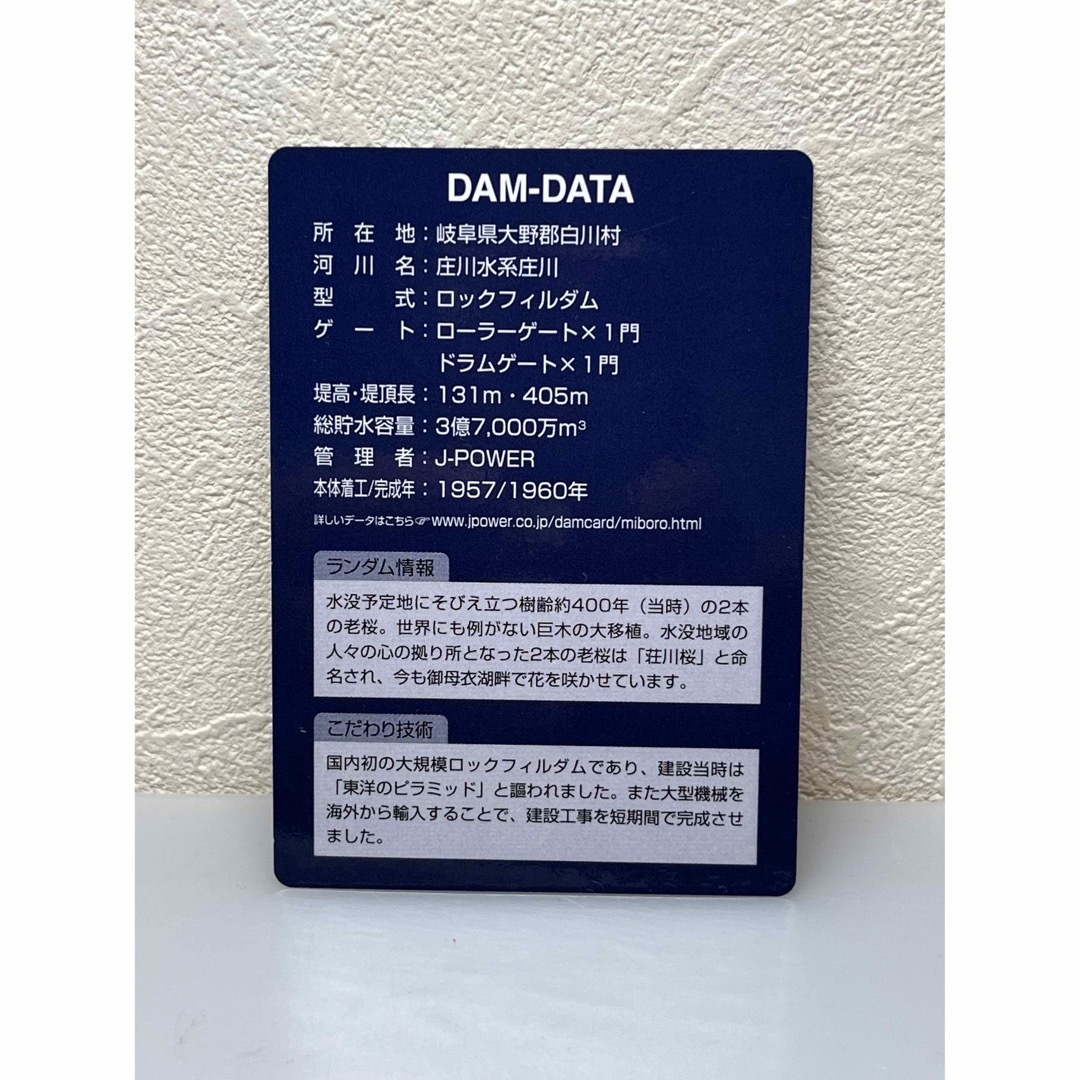 DAM-DATA
所在地：岐阜県大野郡白川村
河川名：庄川水系庄川
型式：ロックフィルダム
ゲート：ローラーゲート×1門
ドラムゲート×1門
堤高・堤頂長：131m・405m
総貯水容量：3億7,000万m³
管理者：J-POWER
本体着工/完成年：1957/1960年
詳しいデータはこちら☞www.jpower.co.jp/damcard/miboro.html
ランダム情報
水没予定地にそびえ立つ樹齢約400年（当時）の2本
の老桜。世界にも例がない巨木の大移植。水没地域の
人々の心の拠り所となった2本の老桜は「荘川桜」と命
名され、今も御母衣湖畔で花を咲かせています。
こだわり技術
国内初の大規模ロックフィルダムであり、建設当時は
「東洋のピラミッド」と謳われました。また大型機械を
海外から輸入することで、建設工事を短期間で完成させ
ました。